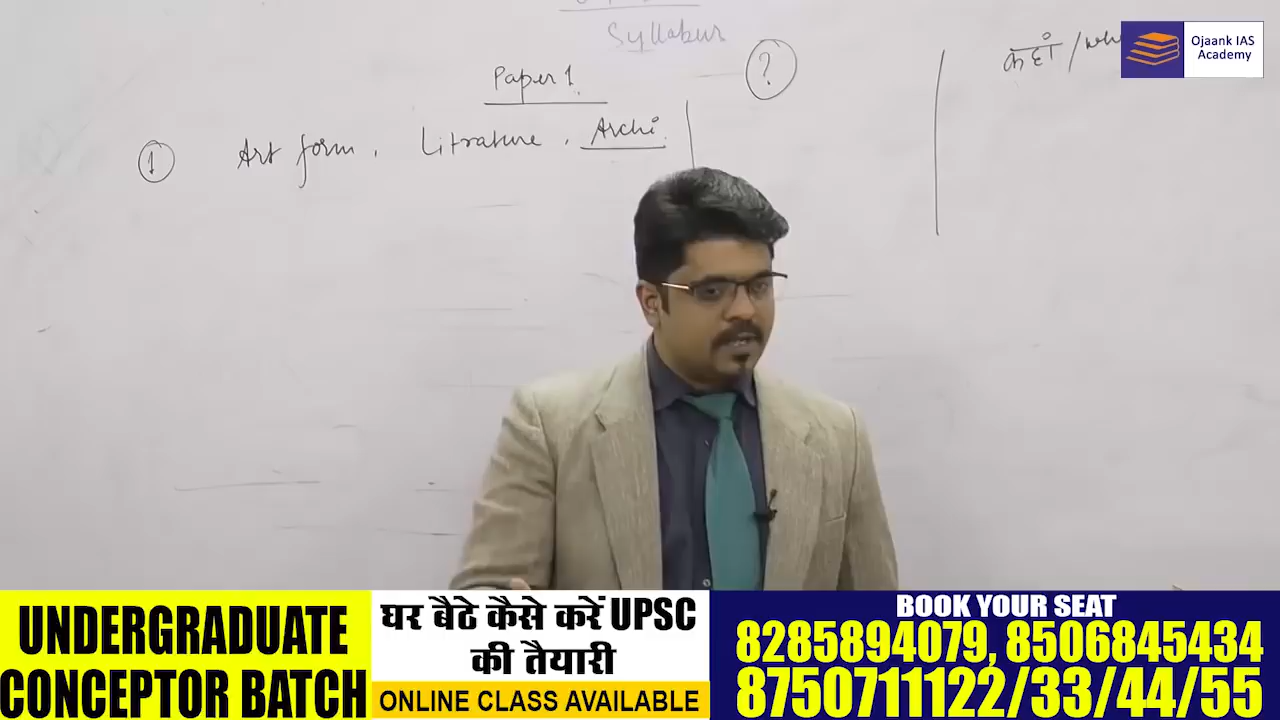 Syllabus
Paper 1
?
कहाँ /
Ojaank IAS
Academy
1 Art form, Litrature, Archi.
UNDERGRADUATE
CONCEPTOR BATCH
घर बैठे कैसे करें UPSC
की तैयारी
ONLINE CLASS AVAILABLE
BOOK YOUR SEAT
8285894079, 8506845434
8750711122/33/44/55